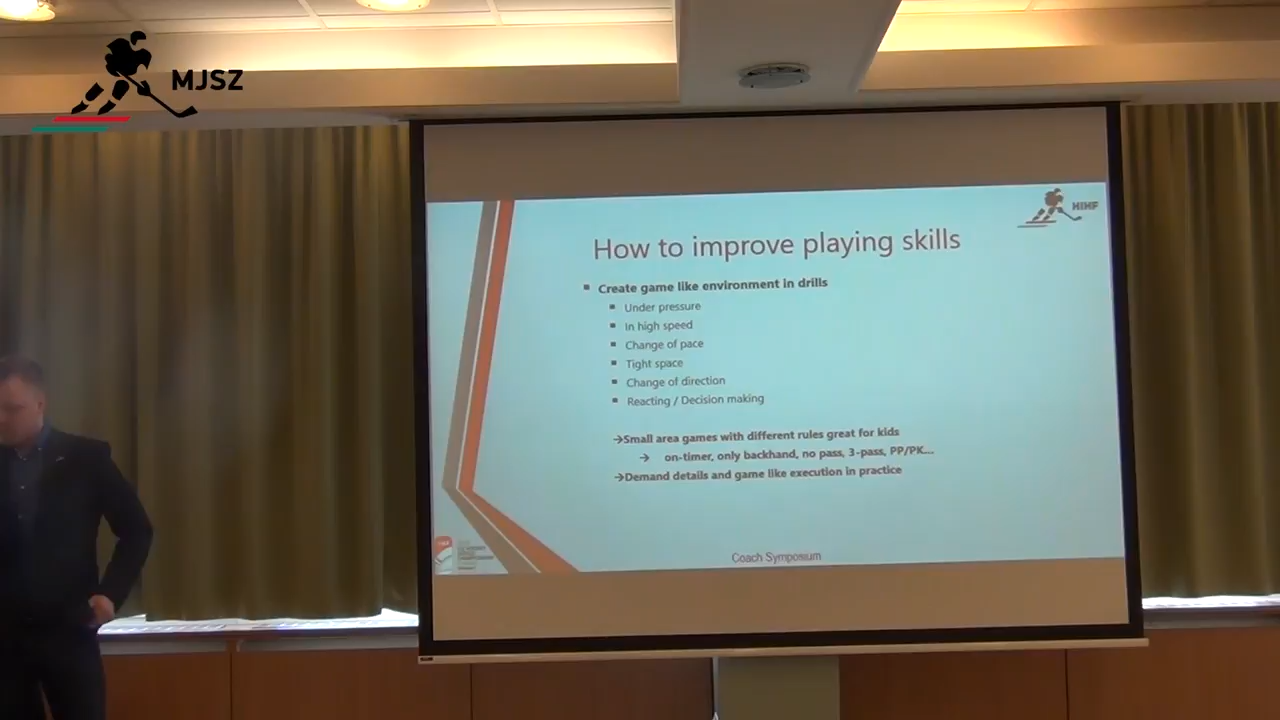 MJSZ
HIHF
How to improve playing skills
Create game like environment in drills
Under pressure
In high speed
Change of pace
Tight space
Change of direction
Reacting / Decision making
→Small area games with different rules great for kids
→ on-timer, only backhand, no pass, 3-pass, PP/PK...
→Demand details and game like execution in practice
Coach Symposium